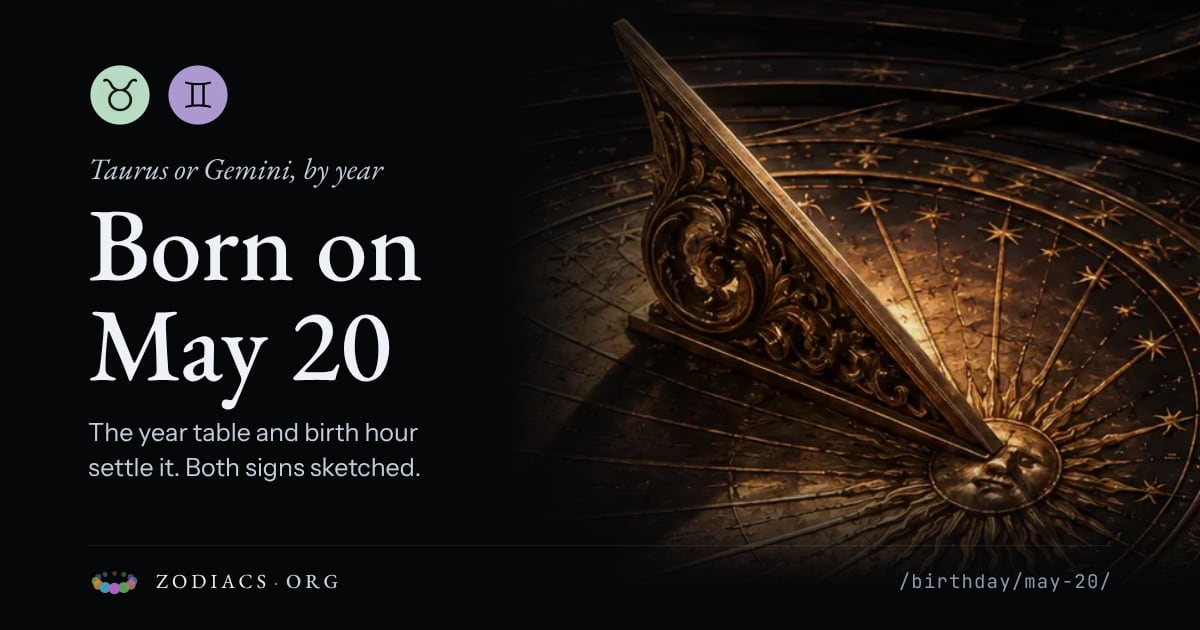 Taurus or Gemini, by year
Born on
May 20
The year table and birth hour
settle it. Both signs sketched.
ZODIACS·ORG
/birthday/may-20/